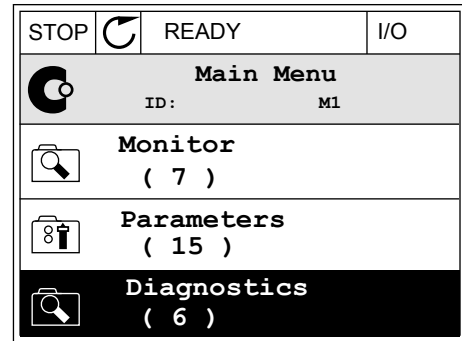 STOP READY I/O
Main Menu
ID: M1
Monitor
( 7 )
Parameters
( 15 )
Diagnostics
( 6 )